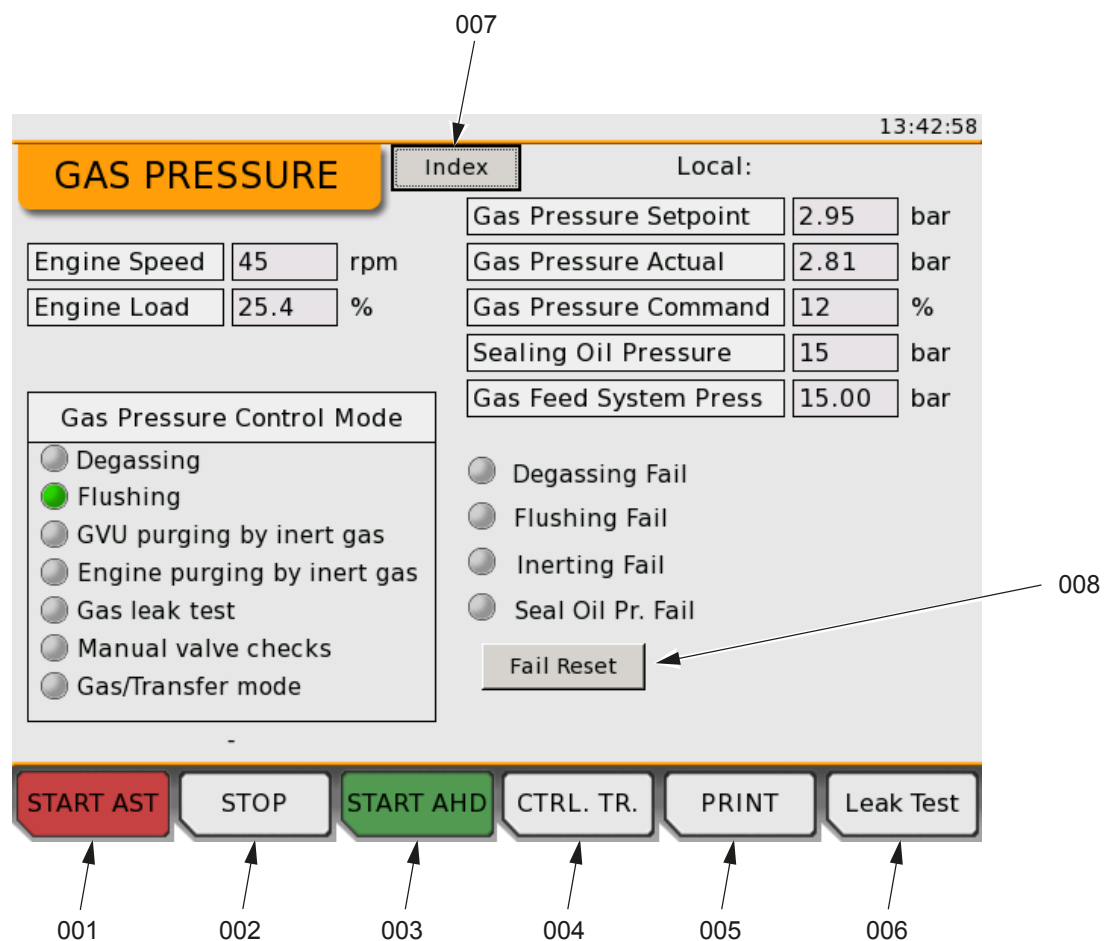 007
13:42:58
GAS PRESSURE
Index
Local:
Gas Pressure Setpoint 2.95 bar
Engine Speed 45 rpm
Gas Pressure Actual 2.81 bar
Engine Load 25.4 %
Gas Pressure Command 12 %
Sealing Oil Pressure 15 bar
Gas Feed System Press 15.00 bar
Gas Pressure Control Mode
Degassing
Flushing
GVU purging by inert gas
Engine purging by inert gas
Gas leak test
Manual valve checks
Gas/Transfer mode
-
Degassing Fail
Flushing Fail
Inerting Fail
Seal Oil Pr. Fail
Fail Reset
008
START AST
STOP
START AHD
CTRL. TR.
PRINT
Leak Test
001
002
003
004
005
006